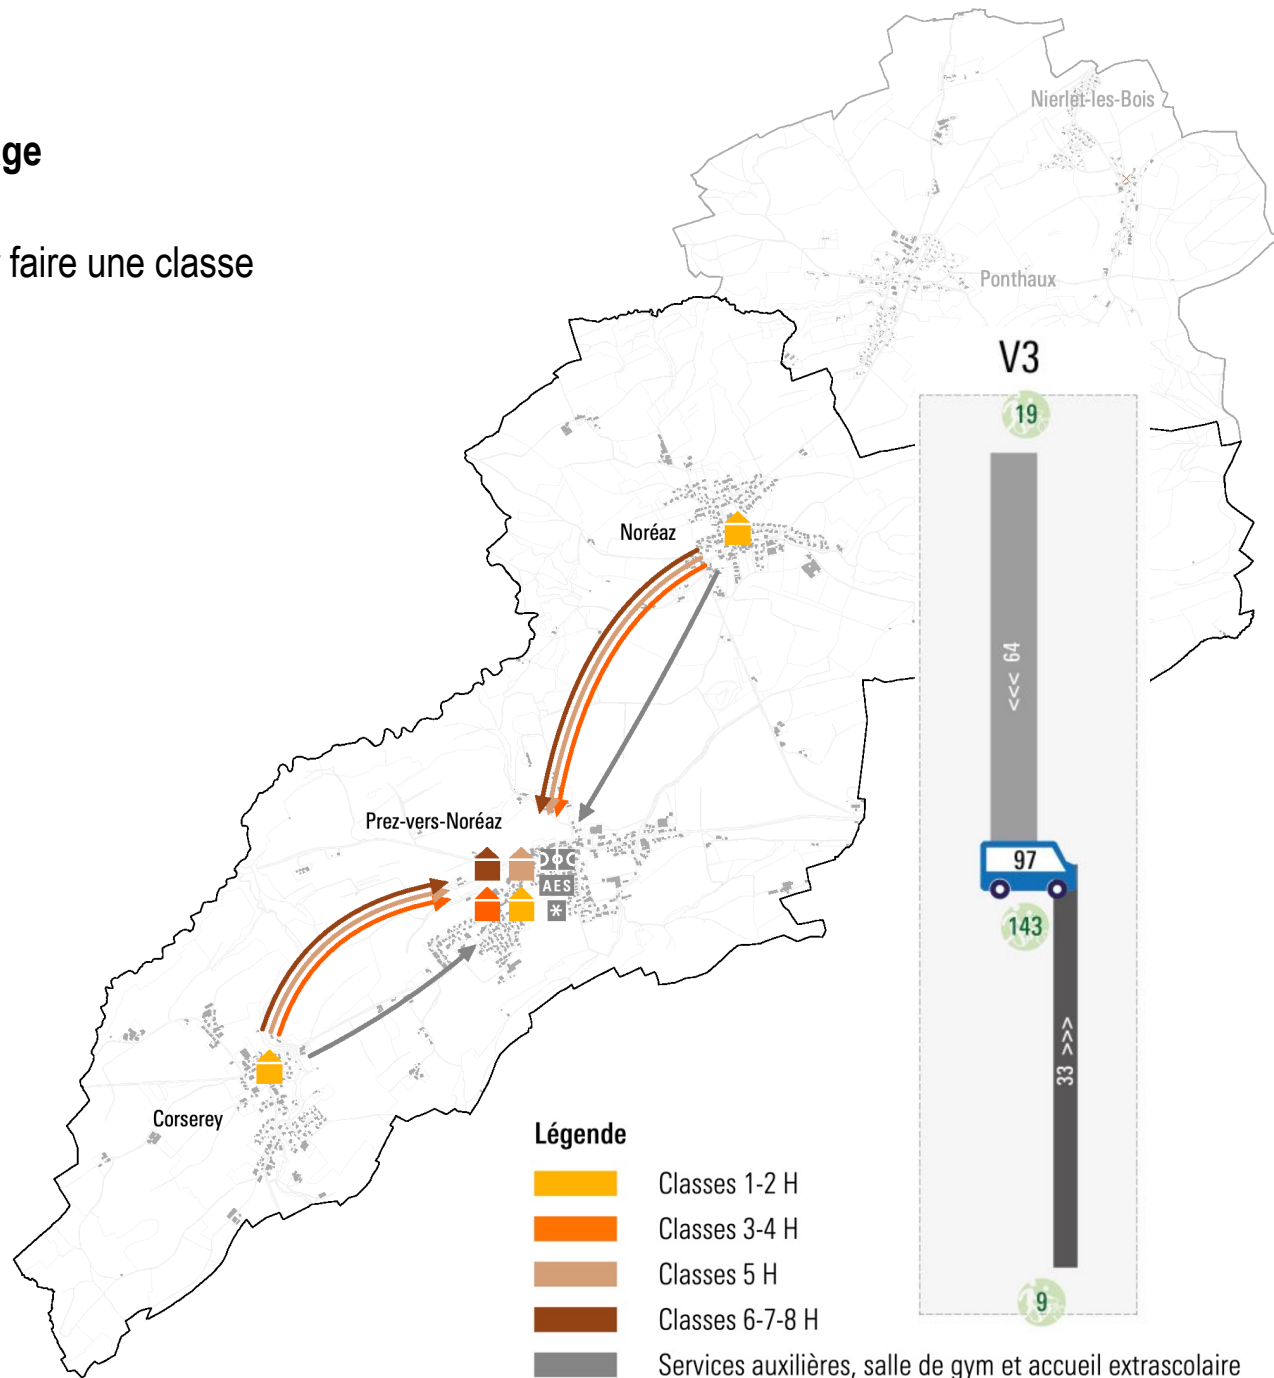 ge
faire une classe
Nierlet-les-Bois
Ponthaux
V3
19
<<< 64
Noréaz
Prez-vers-Noréaz
97
AES
*
143
33 >>>
Corserey
9
Légende
Classes 1-2 H
Classes 3-4 H
Classes 5 H
Classes 6-7-8 H
Services auxilières, salle de gym et accueil extrascolaire